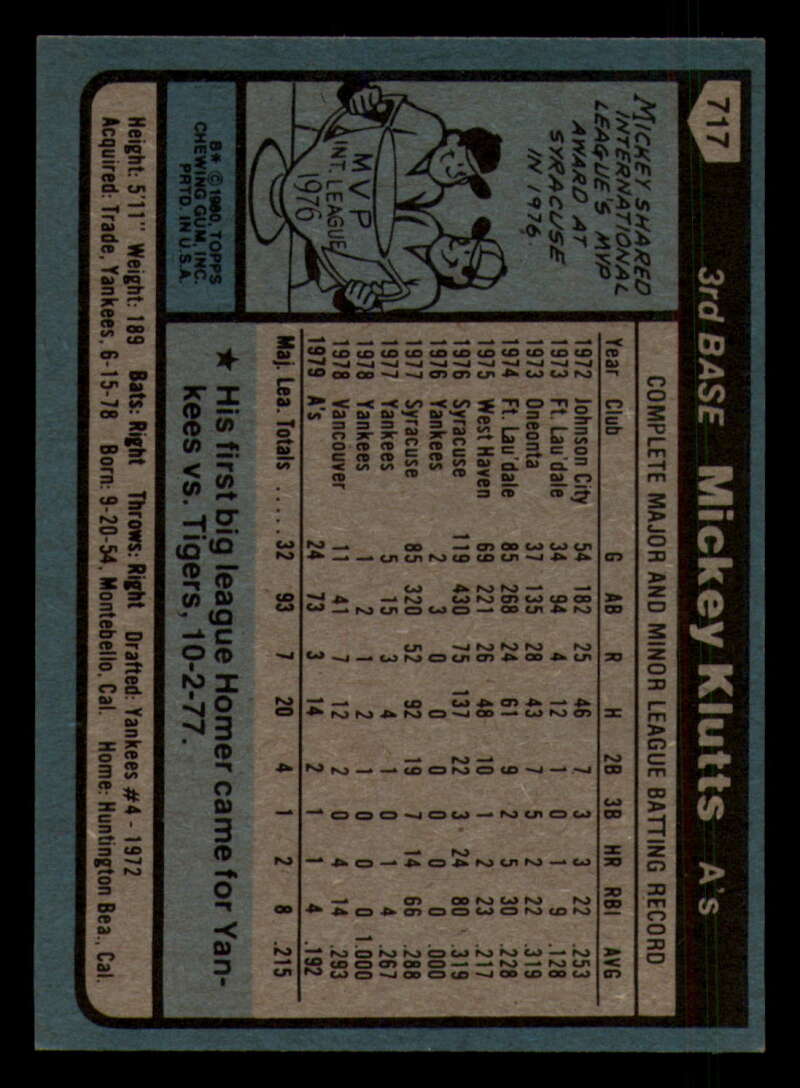 717
3rd BASE Mickey Klutts A's
MICKEY SHARED
INTERNATIONAL
LEAGUE'S MVP
AWARD AT
SYRACUSE
IN 1976.
MVP
INT. LEAGUE
1976
B* © 1980 TOPPS
CHEWING GUM, INC.
PRTD. IN U.S.A.
COMPLETE MAJOR AND MINOR LEAGUE BATTING RECORD
Year Club G AB R H 2B 3B HR RBI AVG
1972 Johnson City 54 182 25 46 7 3 3 22 .253
1973 Ft. Lau'dale 34 94 4 12 1 0 1 9 .128
1973 Oneonta 37 135 28 43 7 5 2 22 .319
1974 Ft. Lau'dale 85 268 24 61 9 2 5 30 .228
1975 West Haven 69 221 26 48 10 1 2 23 .217
1976 Syracuse 119 430 75 137 22 3 24 80 .319
1976 Yankees 2 3 0 0 0 0 0 0 .000
1977 Syracuse 85 320 52 92 19 7 14 66 .288
1977 Yankees 5 15 3 4 1 0 1 4 .267
1978 Yankees 1 2 1 2 1 0 0 0 1.000
1978 Vancouver 11 41 7 12 2 0 4 14 .293
1979 A's 24 73 3 14 2 1 1 4 .192
Maj. Lea. Totals ..... 32 93 7 20 4 1 2 8 .215
★ His first big league Homer came for Yan-
kees vs. Tigers, 10-2-77.
Height: 5'11" Weight: 189 Bats: Right Throws: Right Drafted: Yankees #4 - 1972
Acquired: Trade, Yankees, 6-15-78 Born: 9-20-54, Montebello, Cal. Home: Huntington Bea., Cal.